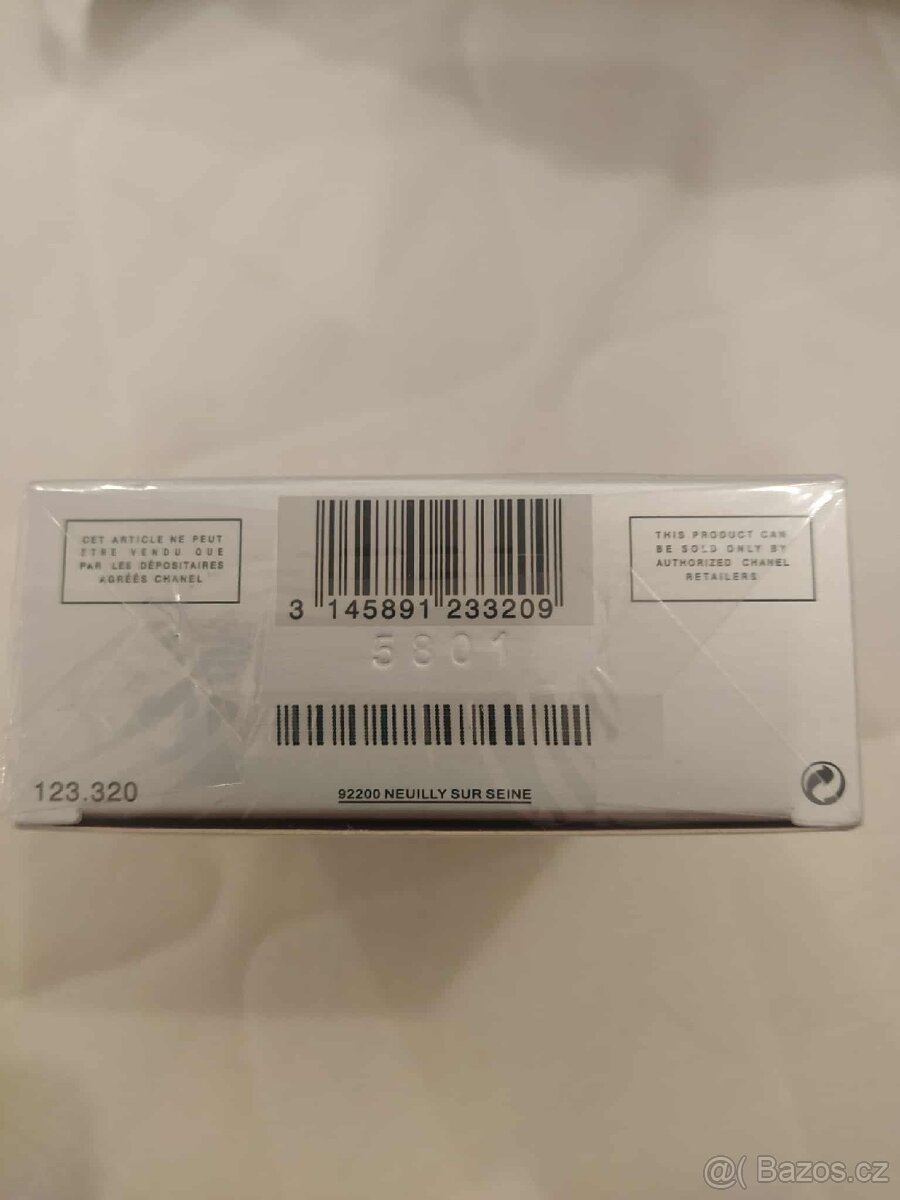 CET ARTICLE NE PEUT
ETRE VENDU QUE
PAR LES DÉPOSITAIRES
AGRÉÉS CHANEL
3 145891 233209
5801
THIS PRODUCT CAN
BE SOLD ONLY BY
AUTHORIZED CHANEL
RETAILERS
123.320
92200 NEUILLY SUR SEINE
@( Bazos.cz